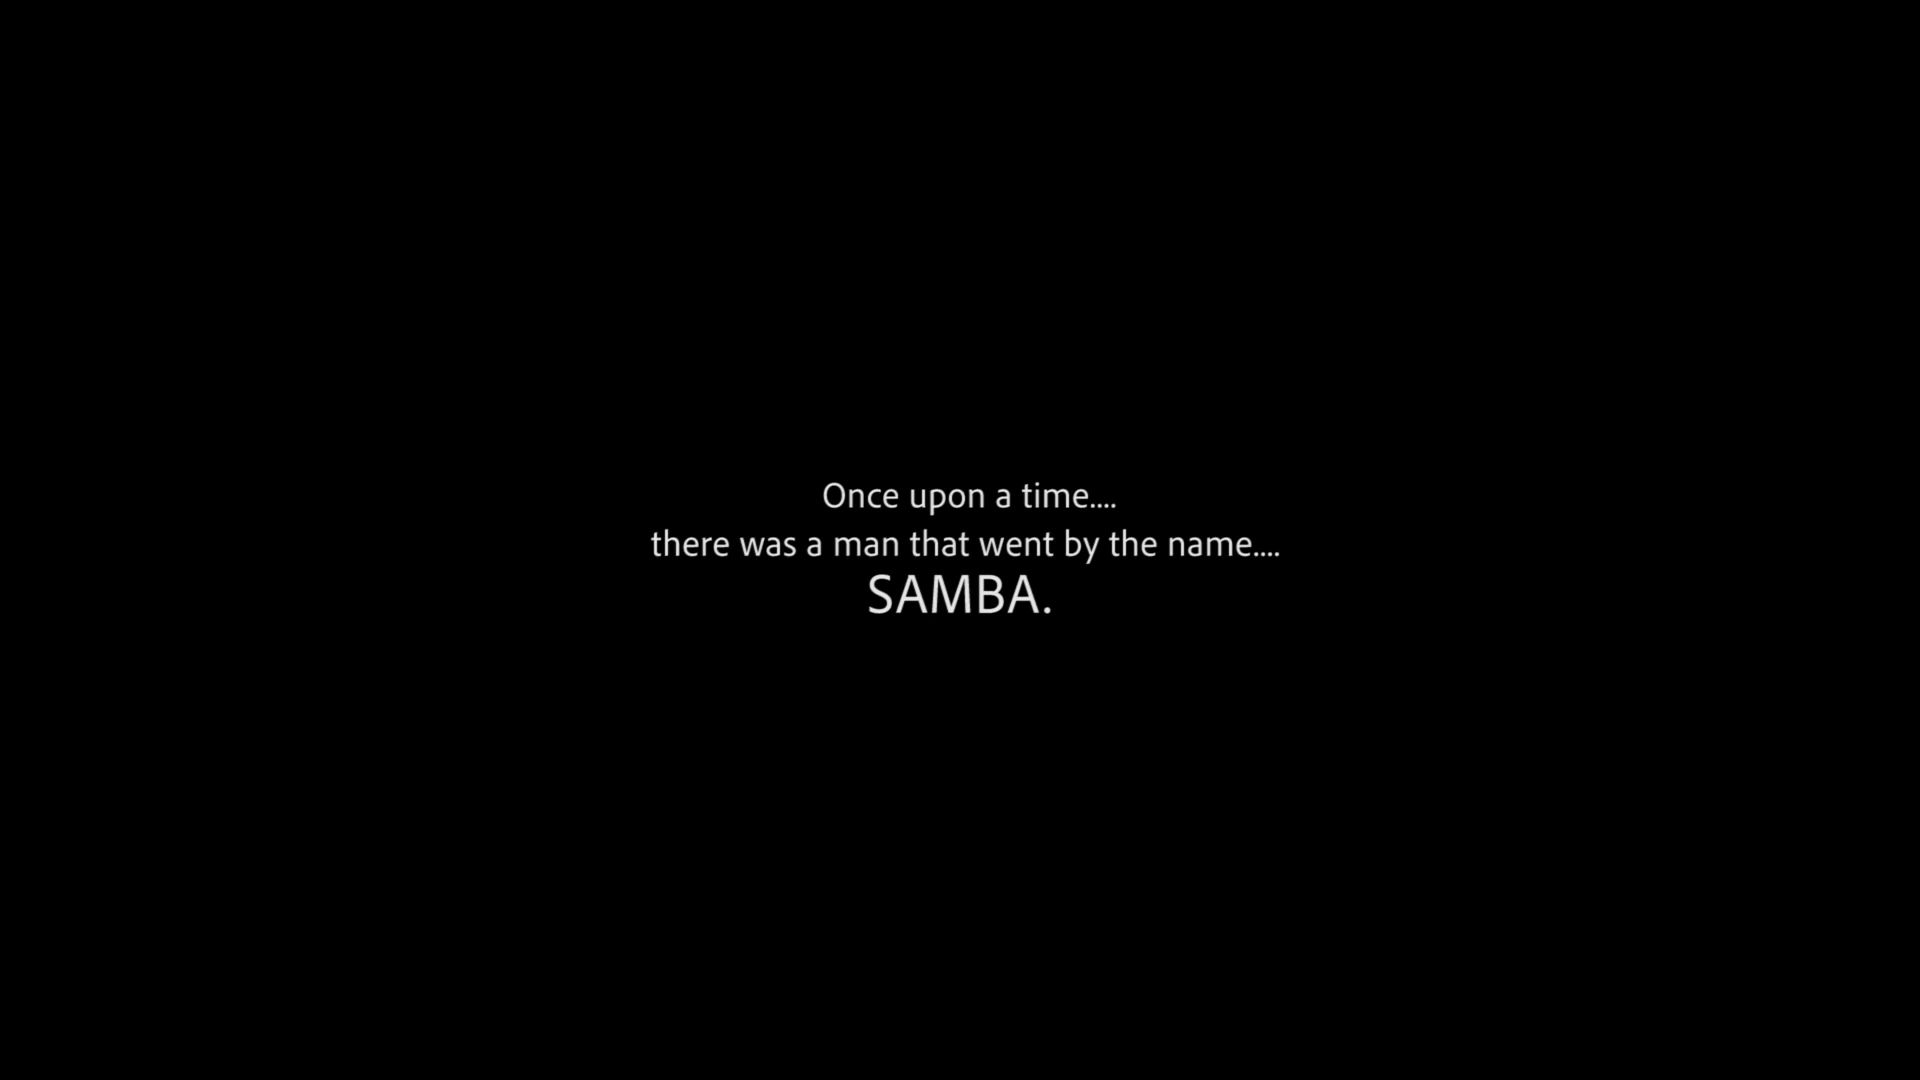 Once upon a time....
there was a man that went by the name....
SAMBA.